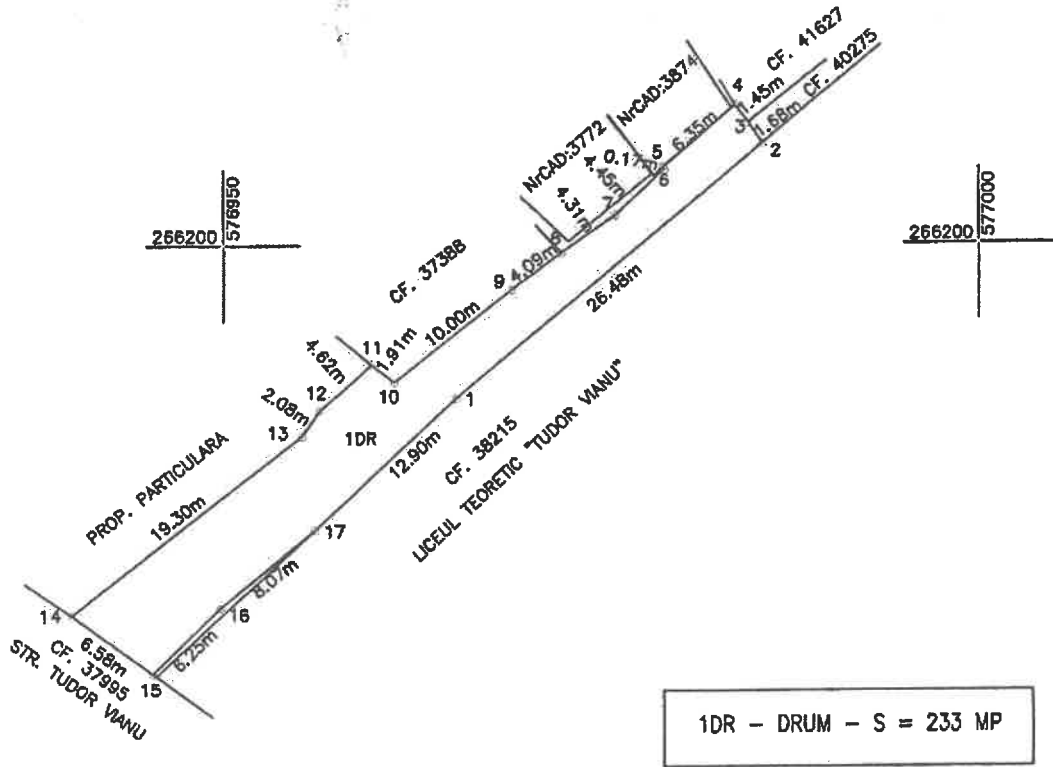 CF. 41627
CF. 40275
4
1.45m
3
1.68m
2
NrCAD:3874
6.35m
5
0.17
6
NrCAD:3772
4.45m
7
4.31m
8
4.09m
9
266200
576950
266200
577000
CF. 37388
26.48m
10.00m
11
1.91m
10
4.62m
12
2.08m
13
1DR
1
12.90m
CF. 38215
LICEUL TEORETIC "TUDOR VIANU"
PROP. PARTICULARA
19.30m
17
8.07m
16
6.25m
14
6.58m
15
CF. 37995
STR. TUDOR VIANU
1DR - DRUM - S = 233 MP